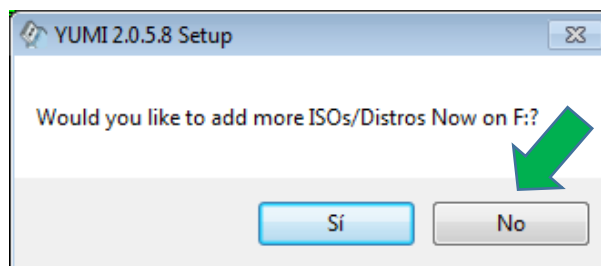 YUMI 2.0.5.8 Setup
Would you like to add more ISOs/Distros Now on F:?
Sí No